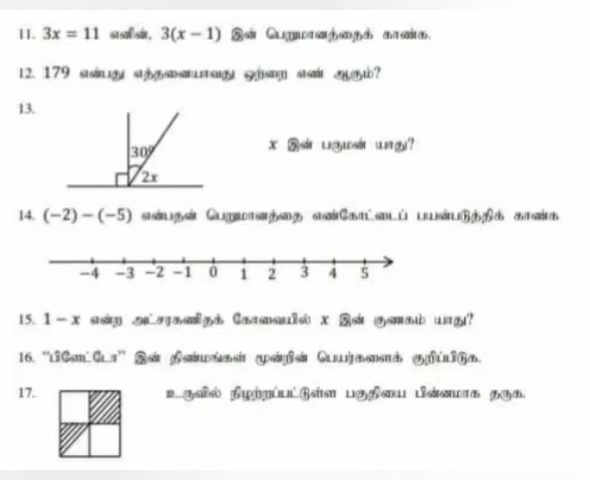 11. 3x = 11 எனின், 3(x − 1) இன் பெறுமானத்தைக் காண்க.
12. 179 என்பது எத்தனையாவது ஒற்றை எண் ஆகும்?
13.
30°
2x
x இன் பருமன் யாது?
14. (−2) − (−5) என்பதன் பெறுமானத்தை எண்கோட்டைப் பயன்படுத்திக் காண்க
−4 −3 −2 −1 0 1 2 3 4 5
15. 1 − x என்ற அட்சரகணிதக் கோவையில் x இன் குணகம் யாது?
16. "பிளேட்டோ" இன் திண்மங்கள் மூன்றின் பெயர்களைக் குறிப்பிடுக.
17.
உருவில் நிழற்றப்பட்டுள்ள பகுதியை பின்னமாக தருக.